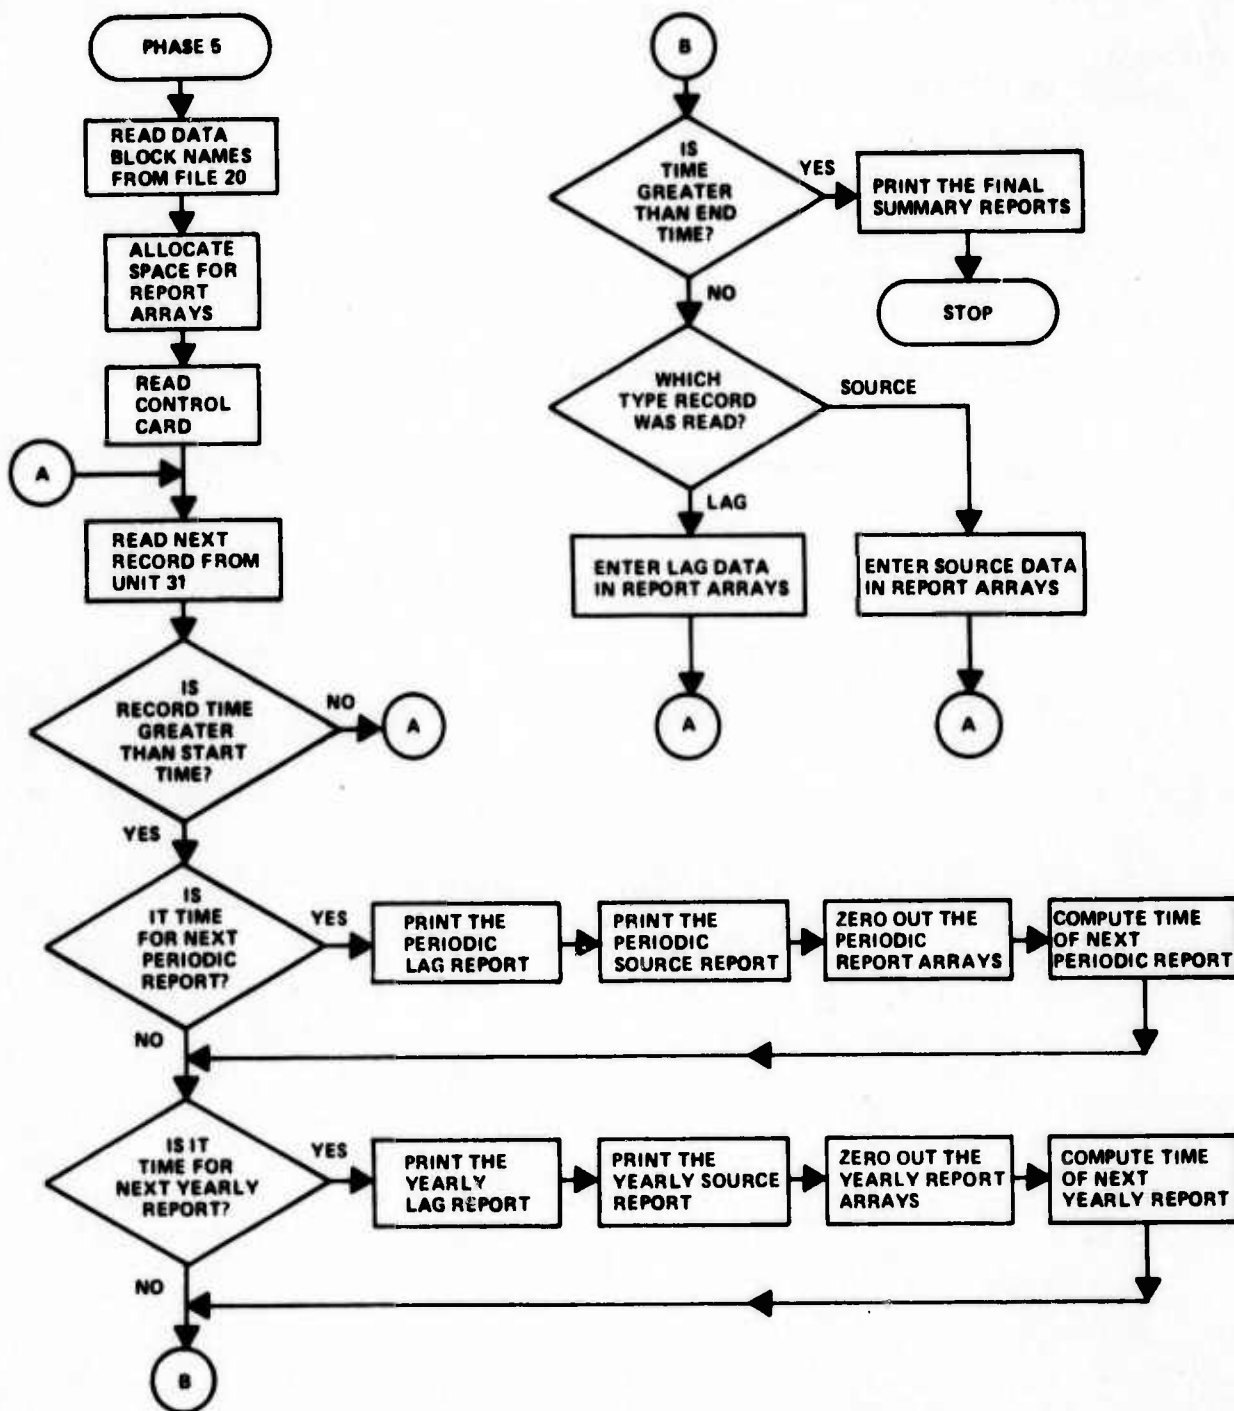 PHASE 5
READ DATA
BLOCK NAMES
FROM FILE 20
ALLOCATE
SPACE FOR
REPORT
ARRAYS
READ
CONTROL
CARD
A
READ NEXT
RECORD FROM
UNIT 31
IS
RECORD TIME
GREATER
THAN START
TIME?
NO
A
YES
IS
IT TIME
FOR NEXT
PERIODIC
REPORT?
YES
PRINT THE
PERIODIC
LAG REPORT
PRINT THE
PERIODIC
SOURCE REPORT
ZERO OUT THE
PERIODIC
REPORT ARRAYS
COMPUTE TIME
OF NEXT
PERIODIC REPORT
NO
IS IT
TIME FOR
NEXT YEARLY
REPORT?
YES
PRINT THE
YEARLY
LAG REPORT
PRINT THE
YEARLY SOURCE
REPORT
ZERO OUT THE
YEARLY REPORT
ARRAYS
COMPUTE TIME
OF NEXT
YEARLY REPORT
NO
B
B
IS
TIME
GREATER
THAN END
TIME?
YES
PRINT THE FINAL
SUMMARY REPORTS
STOP
NO
WHICH
TYPE RECORD
WAS READ?
SOURCE
LAG
ENTER LAG DATA
IN REPORT ARRAYS
ENTER SOURCE DATA
IN REPORT ARRAYS
A
A